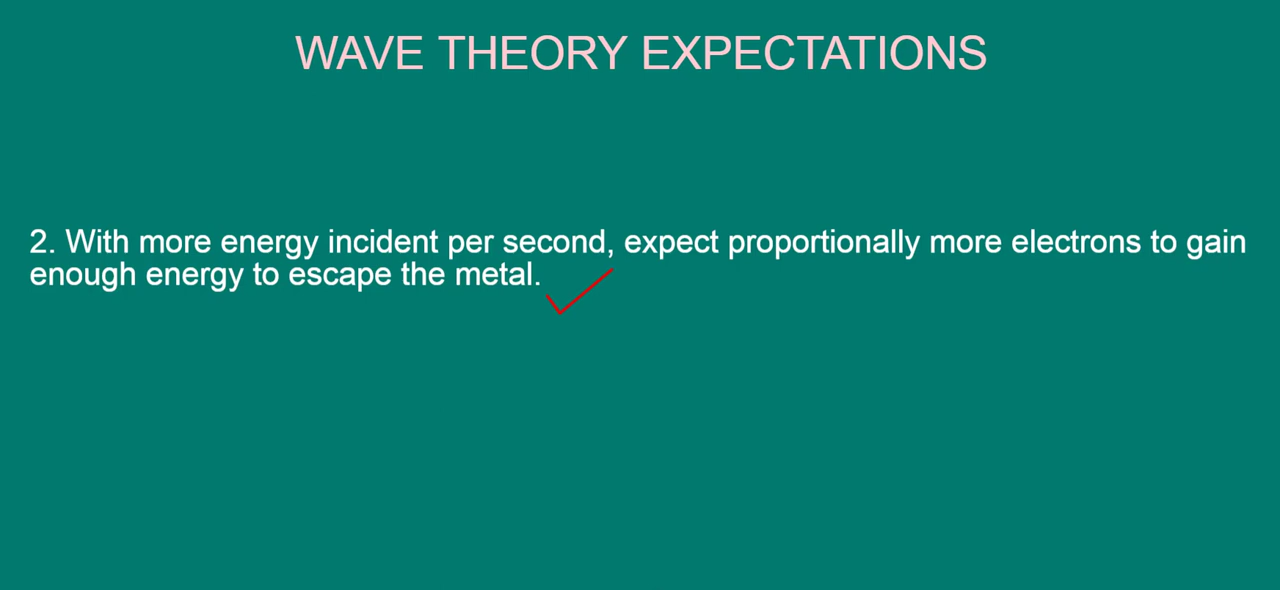 WAVE THEORY EXPECTATIONS
2. With more energy incident per second, expect proportionally more electrons to gain
enough energy to escape the metal.